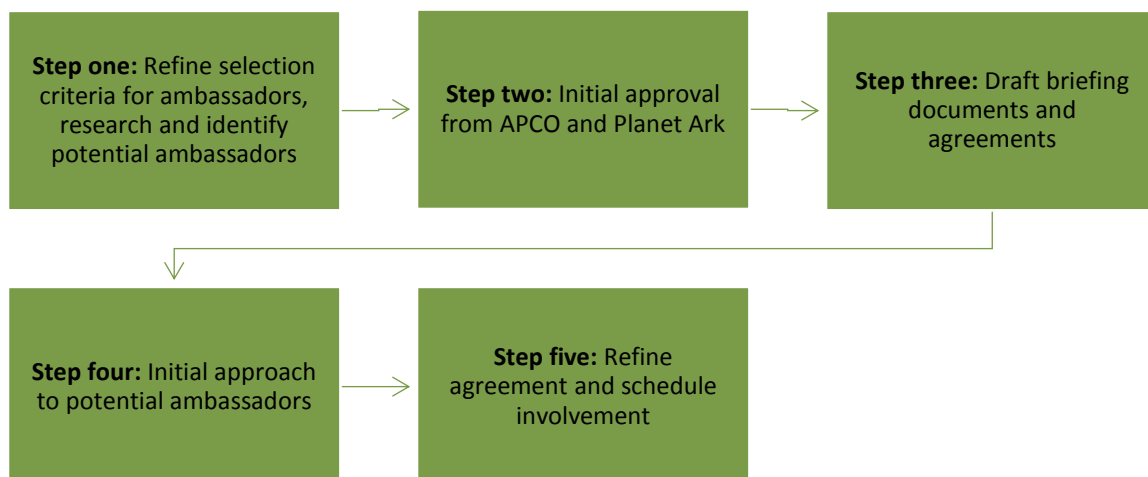 Step one: Refine selection
criteria for ambassadors,
research and identify
potential ambassadors
Step two: Initial approval
from APCO and Planet Ark
Step three: Draft briefing
documents and
agreements
Step four: Initial approach
to potential ambassadors
Step five: Refine
agreement and schedule
involvement